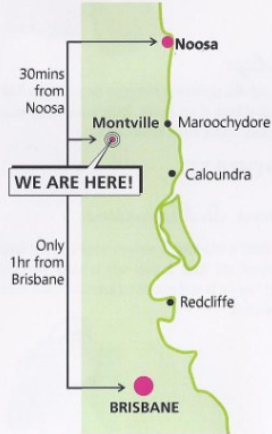 Noosa
30mins
from
Noosa
Montville
Maroochydore
WE ARE HERE!
Caloundra
Only
1hr from
Brisbane
Redcliffe
BRISBANE